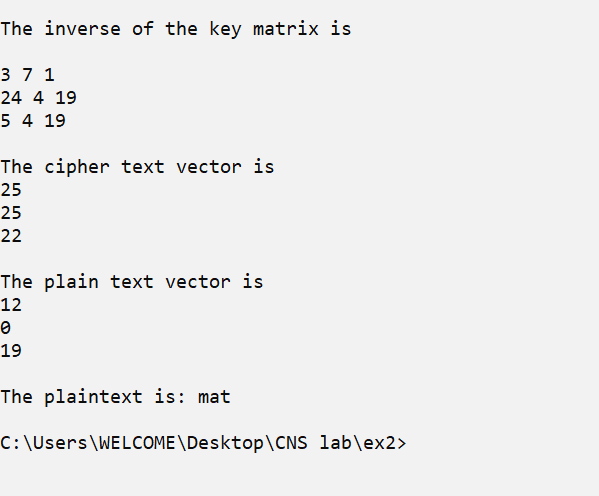 The inverse of the key matrix is
3 7 1
24 4 19
5 4 19
The cipher text vector is
25
25
22
The plain text vector is
12
0
19
The plaintext is: mat
C:\Users\WELCOME\Desktop\CNS lab\ex2>